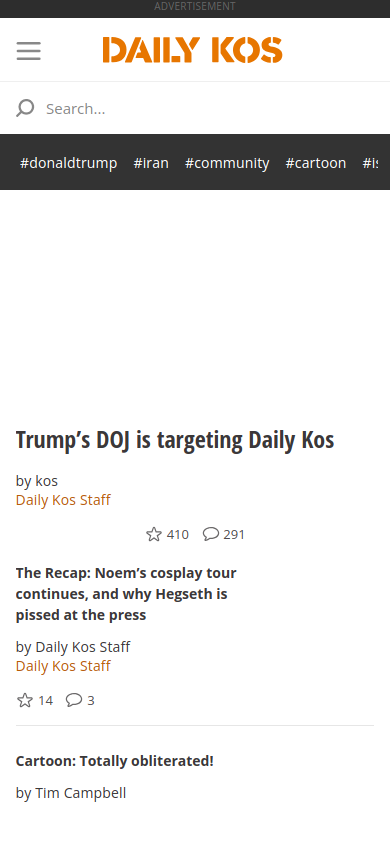 ADVERTISEMENT
DAILY KOS
Search...
#donaldtrump #iran #community #cartoon #is
Trump’s DOJ is targeting Daily Kos
by kos
Daily Kos Staff
410 291
The Recap: Noem’s cosplay tour
continues, and why Hegseth is
pissed at the press
by Daily Kos Staff
Daily Kos Staff
14 3
Cartoon: Totally obliterated!
by Tim Campbell